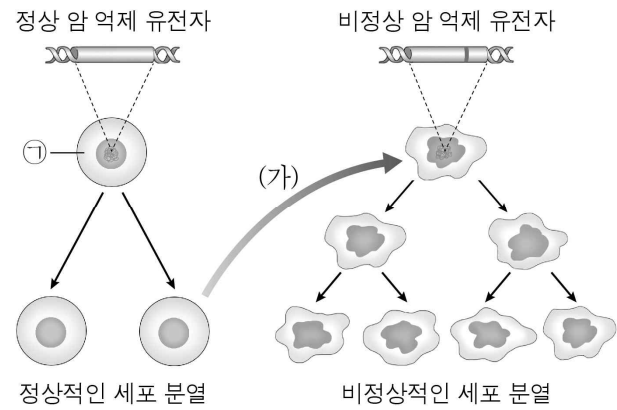 정상 암 억제 유전자
비정상 암 억제 유전자
㉠
(가)
정상적인 세포 분열
비정상적인 세포 분열